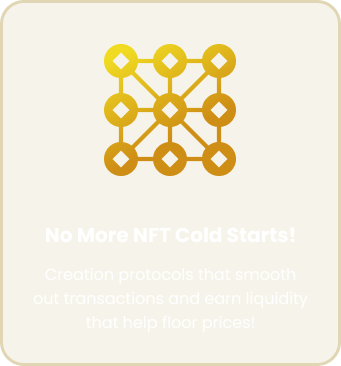 No More NFT Cold Starts!
Creation protocols that smooth
out transactions and earn liquidity
that help floor prices!